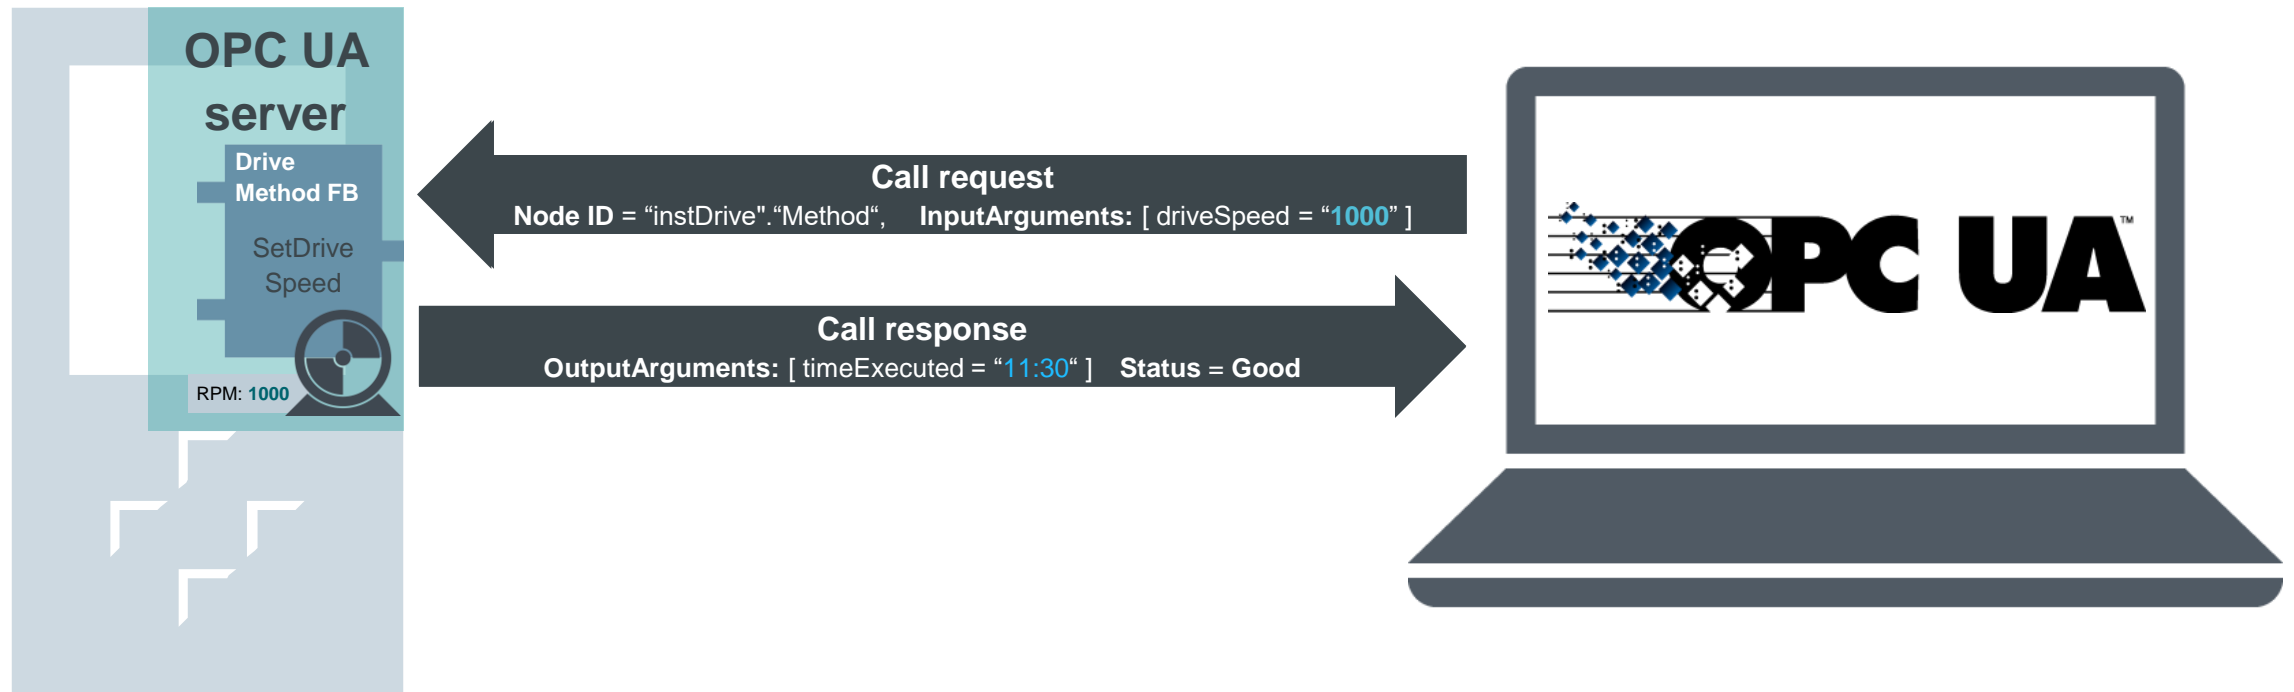 OPC UA
server
Drive
Method FB
SetDrive
Speed
RPM: 1000
Call request
Node ID = “instDrive"."Method“, InputArguments: [ driveSpeed = “1000” ]
Call response
OutputArguments: [ timeExecuted = “11:30“ ] Status = Good
OPC UA™